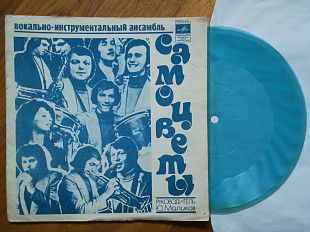 вокально-инструментальный ансамбль
САМОЦВЕТЫ
РУКОВОДИТЕЛЬ
Ю. Маликов